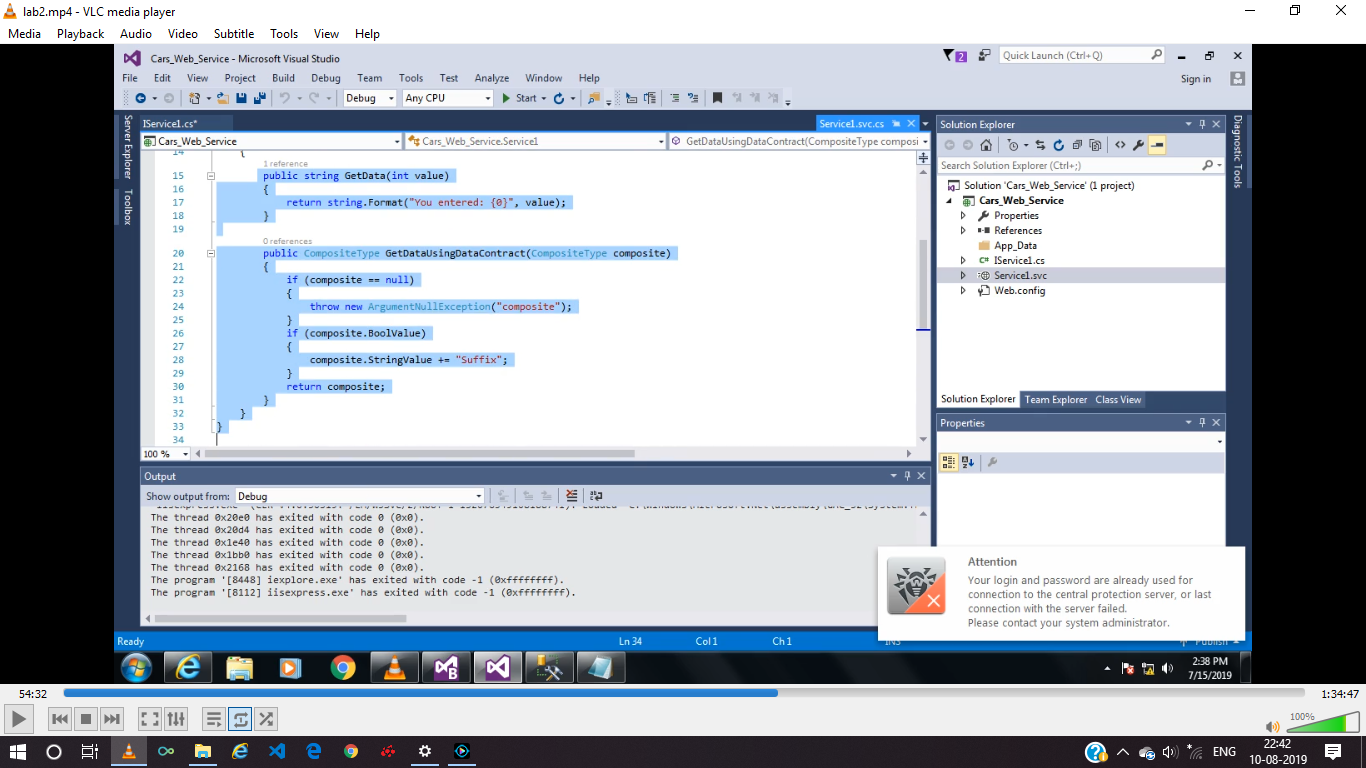 lab2.mp4 - VLC media player
Media Playback Audio Video Subtitle Tools View Help
Cars_Web_Service - Microsoft Visual Studio
2
Quick Launch (Ctrl+Q)
File Edit View Project Build Debug Team Tools Test Analyze Window Help
Sign in
Debug Any CPU Start
Server Explorer
Toolbox
IService1.cs*
Service1.svc.cs
Cars_Web_Service
Cars_Web_Service.Service1
GetDataUsingDataContract(CompositeType composi
14 {
1 reference
15 public string GetData(int value)
16 {
17 return string.Format("You entered: {0}", value);
18 }
19
0 references
20 public CompositeType GetDataUsingDataContract(CompositeType composite)
21 {
22 if (composite == null)
23 {
24 throw new ArgumentNullException("composite");
25 }
26 if (composite.BoolValue)
27 {
28 composite.StringValue += "Suffix";
29 }
30 return composite;
31 }
32 }
33 }
34
100 %
Solution Explorer
Search Solution Explorer (Ctrl+;)
Solution 'Cars_Web_Service' (1 project)
Cars_Web_Service
Properties
References
App_Data
IService1.cs
Service1.svc
Web.config
Solution Explorer Team Explorer Class View
Properties
Diagnostic Tools
Output
Show output from: Debug
The thread 0x20e0 has exited with code 0 (0x0).
The thread 0x20d4 has exited with code 0 (0x0).
The thread 0x1e40 has exited with code 0 (0x0).
The thread 0x1bb0 has exited with code 0 (0x0).
The thread 0x2168 has exited with code 0 (0x0).
The program '[8448] iexplore.exe' has exited with code -1 (0xffffffff).
The program '[8112] iisexpress.exe' has exited with code -1 (0xffffffff).
Attention
Your login and password are already used for
connection to the central protection server, or last
connection with the server failed.
Please contact your system administrator.
Ready Ln 34 Col 1 Ch 1 INS Publish
2:38 PM
7/15/2019
54:32
1:34:47
100%
ENG
22:42
10-08-2019